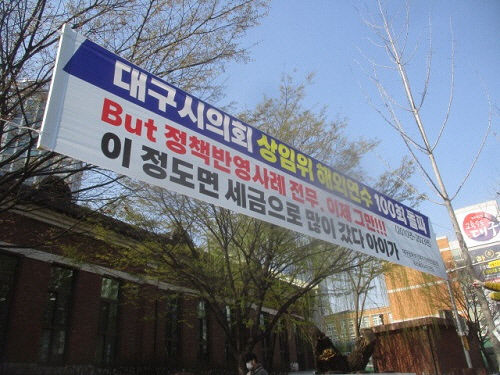 대구시의회 상임위 해외연수 100회 돌파
But 정책반영사례 전무. 이제 그만!!!
이 정도면 세금으로 많이 갔다 아이가
대구